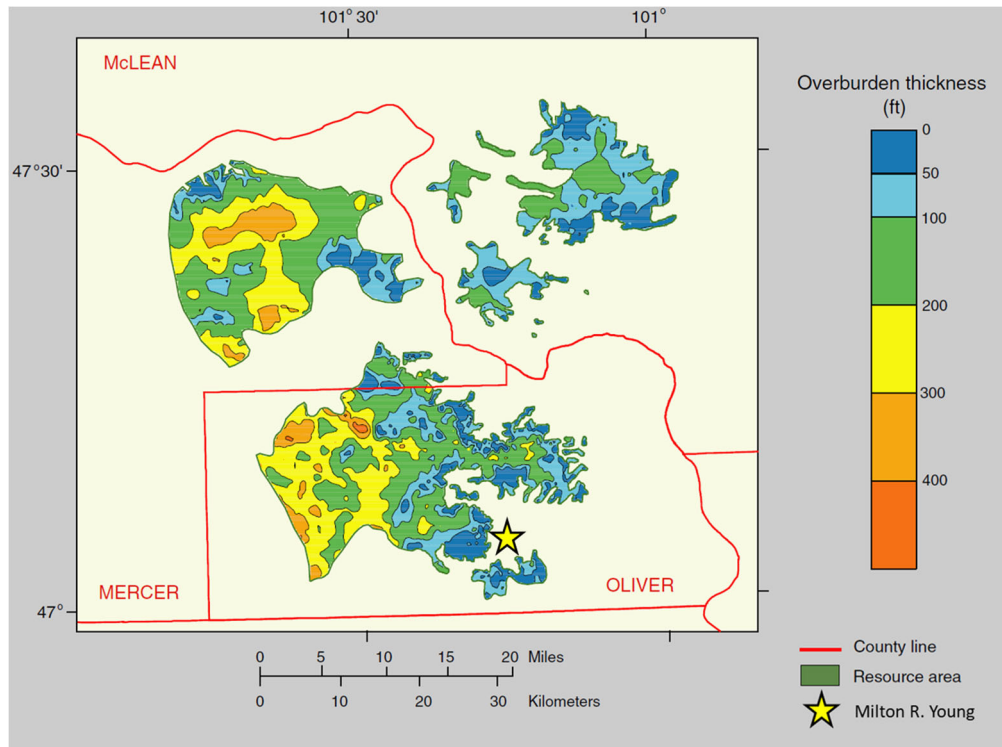 101° 30'
101°
McLEAN
47° 30'
MERCER
OLIVER
47°
Overburden thickness
(ft)
0
50
100
200
300
400
0 5 10 15 20 Miles
0 10 20 30 Kilometers
County line
Resource area
Milton R. Young